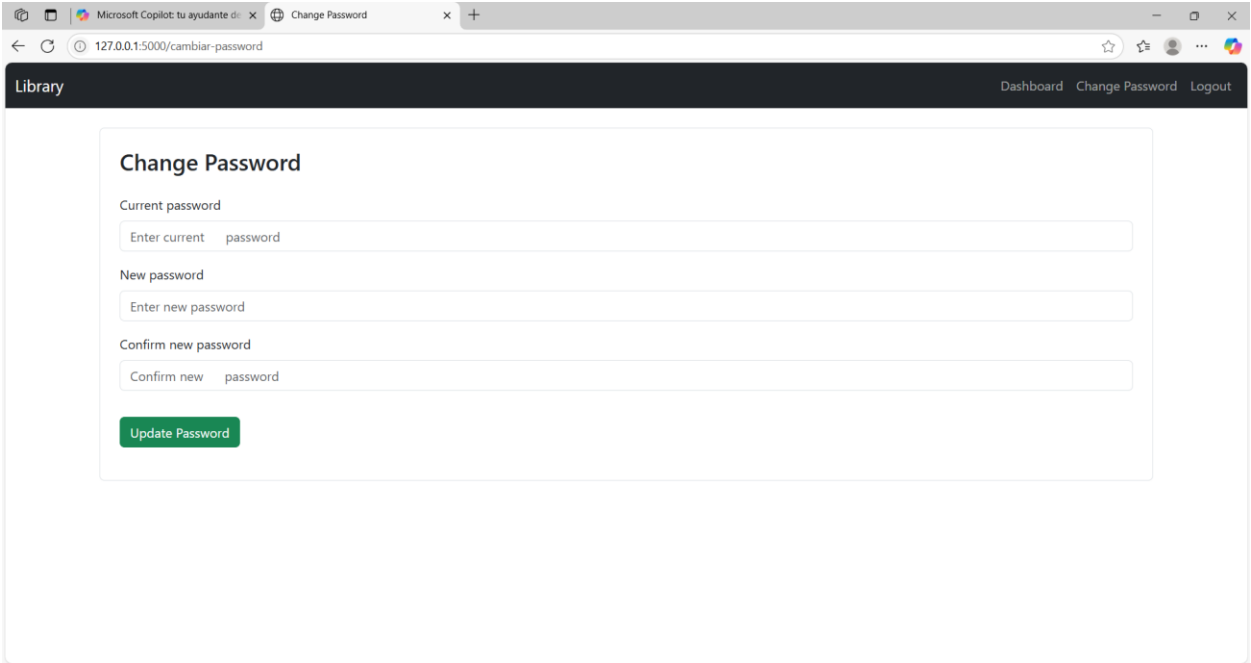 Microsoft Copilot: tu ayudante de
Change Password
127.0.0.1:5000/cambiar-password
Library
Dashboard Change Password Logout
Change Password
Current password
Enter current password
New password
Enter new password
Confirm new password
Confirm new password
Update Password